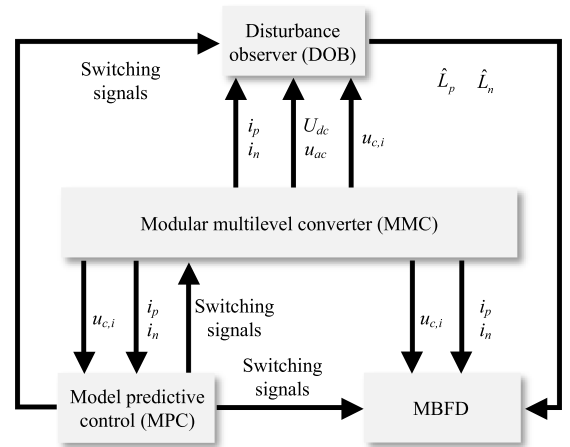 Disturbance
observer (DOB)
Switching
signals
L̂p L̂n
ip
in
Udc
uac
uc,i
Modular multilevel converter (MMC)
uc,i
ip
in
Switching
signals
uc,i
ip
in
Switching
signals
Model predictive
control (MPC)
MBFD